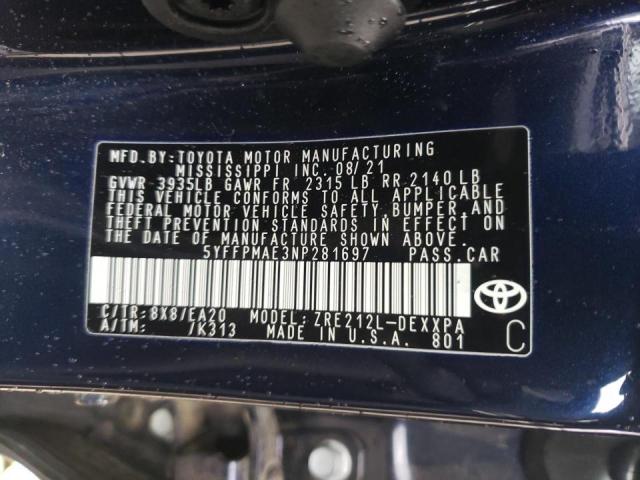 MFD.BY:TOYOTA MOTOR MANUFACTURING
MISSISSIPPI INC. 08/21
GVWR 3935LB GAWR FR 2315 LB RR 2140 LB
THIS VEHICLE CONFORMS TO ALL APPLICABLE
FEDERAL MOTOR VEHICLE SAFETY,BUMPER,AND
THEFT PREVENTION STANDARDS IN EFFECT ON
THE DATE OF MANUFACTURE SHOWN ABOVE.
5YFFPMAE3NP281697 PASS.CAR
C/TR:8X8/EA20 MODEL:ZRE212L-DEXXPA
A/TM: /K313 MADE IN U.S.A. 801
C